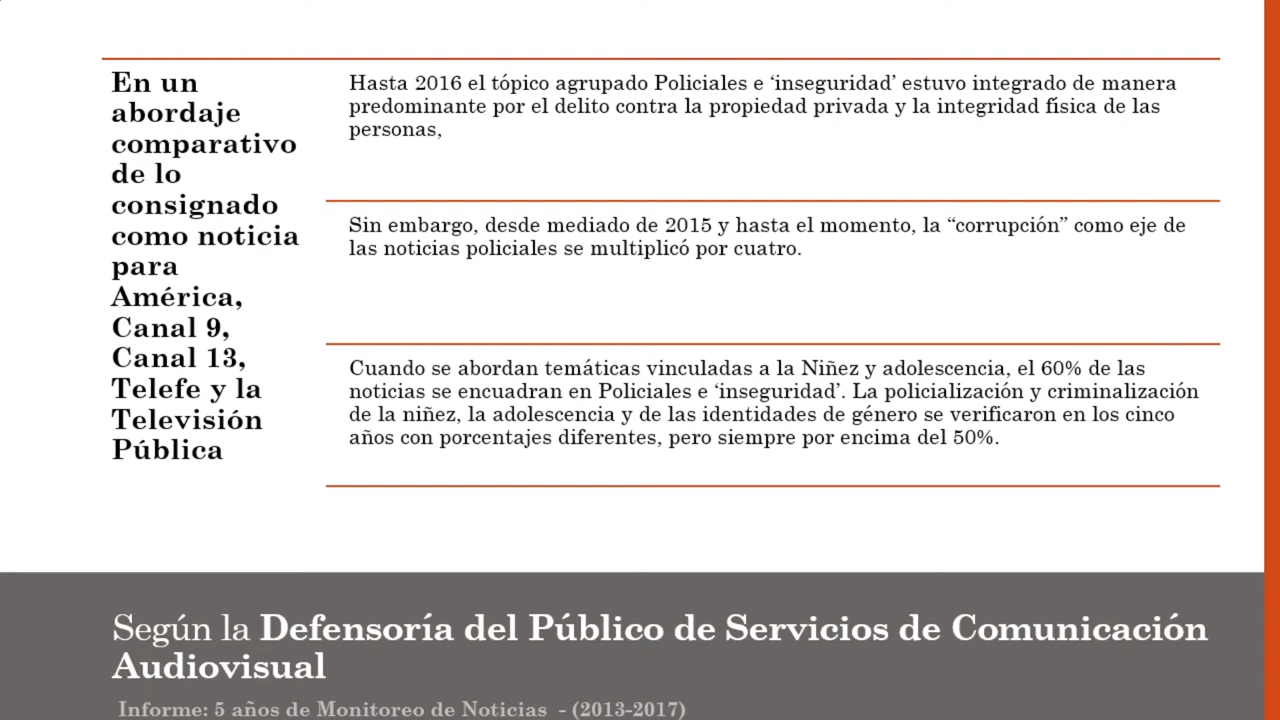 En un
abordaje
comparativo
de lo
consignado
como noticia
para
América,
Canal 9,
Canal 13,
Telefe y la
Televisión
Pública
Hasta 2016 el tópico agrupado Policiales e ‘inseguridad’ estuvo integrado de manera
predominante por el delito contra la propiedad privada y la integridad física de las
personas,
Sin embargo, desde mediado de 2015 y hasta el momento, la “corrupción” como eje de
las noticias policiales se multiplicó por cuatro.
Cuando se abordan temáticas vinculadas a la Niñez y adolescencia, el 60% de las
noticias se encuadran en Policiales e ‘inseguridad’. La policialización y criminalización
de la niñez, la adolescencia y de las identidades de género se verificaron en los cinco
años con porcentajes diferentes, pero siempre por encima del 50%.
Según la Defensoría del Público de Servicios de Comunicación
Audiovisual
Informe: 5 años de Monitoreo de Noticias - (2013-2017)